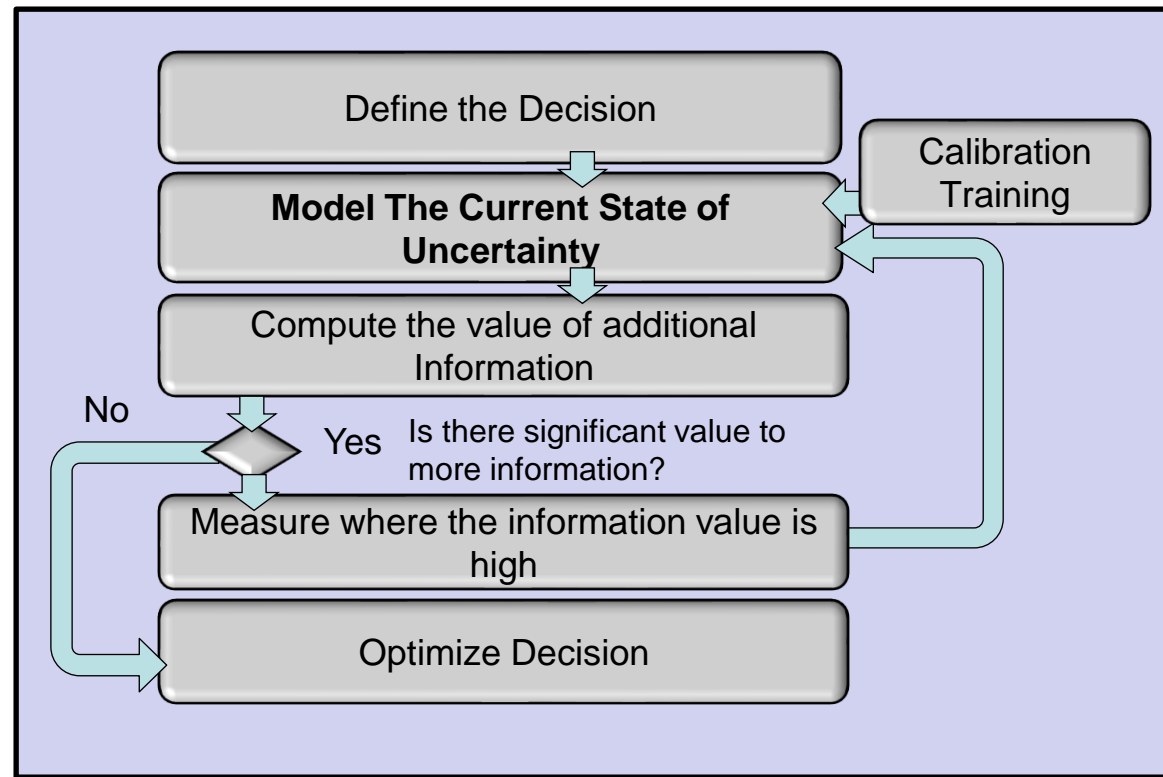 Define the Decision
Calibration
Training
Model The Current State of
Uncertainty
Compute the value of additional
Information
No
Yes
Is there significant value to
more information?
Measure where the information value is
high
Optimize Decision